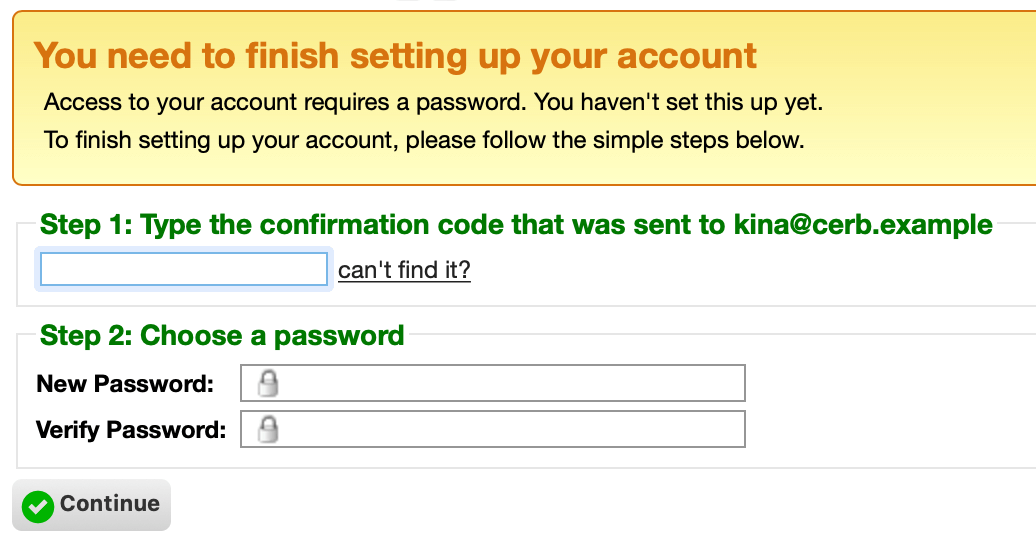 You need to finish setting up your account
Access to your account requires a password. You haven't set this up yet.
To finish setting up your account, please follow the simple steps below.
Step 1: Type the confirmation code that was sent to kina@cerb.example
can't find it?
Step 2: Choose a password
New Password:
Verify Password:
Continue